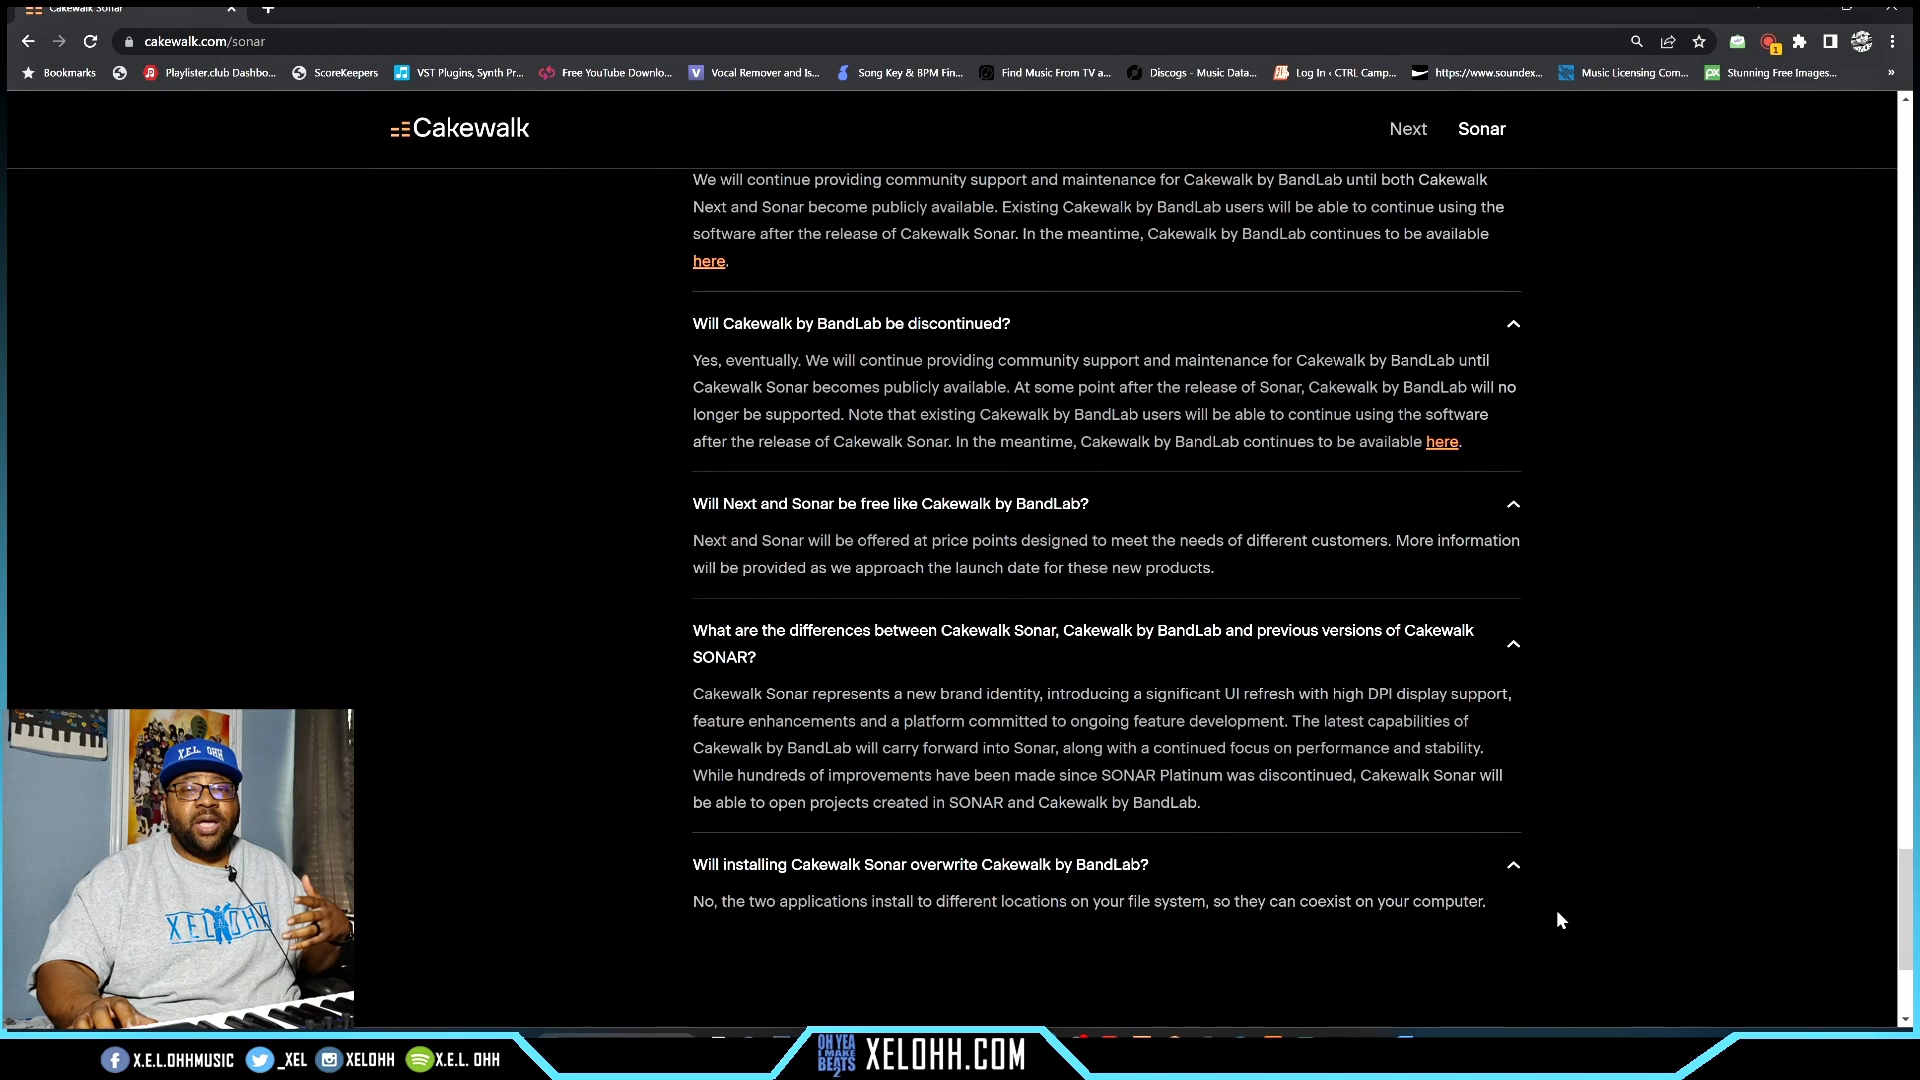 Cakewalk Sonar
cakewalk.com/sonar
1
Bookmarks
Playlister.club Dashbo...
ScoreKeepers
VST Plugins, Synth Pr...
Free YouTube Downlo...
V
Vocal Remover and Is...
Song Key & BPM Fin...
Find Music From TV a...
Discogs - Music Data...
Log In ‹ CTRL Camp...
https://www.soundex...
Music Licensing Com...
px
Stunning Free Images...
»
Cakewalk
Next
Sonar
We will continue providing community support and maintenance for Cakewalk by BandLab until both Cakewalk
Next and Sonar become publicly available. Existing Cakewalk by BandLab users will be able to continue using the
software after the release of Cakewalk Sonar. In the meantime, Cakewalk by BandLab continues to be available
here.
Will Cakewalk by BandLab be discontinued?
Yes, eventually. We will continue providing community support and maintenance for Cakewalk by BandLab until
Cakewalk Sonar becomes publicly available. At some point after the release of Sonar, Cakewalk by BandLab will no
longer be supported. Note that existing Cakewalk by BandLab users will be able to continue using the software
after the release of Cakewalk Sonar. In the meantime, Cakewalk by BandLab continues to be available here.
Will Next and Sonar be free like Cakewalk by BandLab?
Next and Sonar will be offered at price points designed to meet the needs of different customers. More information
will be provided as we approach the launch date for these new products.
What are the differences between Cakewalk Sonar, Cakewalk by BandLab and previous versions of Cakewalk
SONAR?
Cakewalk Sonar represents a new brand identity, introducing a significant UI refresh with high DPI display support,
feature enhancements and a platform committed to ongoing feature development. The latest capabilities of
Cakewalk by BandLab will carry forward into Sonar, along with a continued focus on performance and stability.
While hundreds of improvements have been made since SONAR Platinum was discontinued, Cakewalk Sonar will
be able to open projects created in SONAR and Cakewalk by BandLab.
Will installing Cakewalk Sonar overwrite Cakewalk by BandLab?
No, the two applications install to different locations on your file system, so they can coexist on your computer.
X.E.L. OHH
XELOHH
X.E.L.OHHMUSIC
_XEL
XELOHH
X.E.L. OHH
OH YEA
I MAKE
BEATS
2
XELOHH.COM